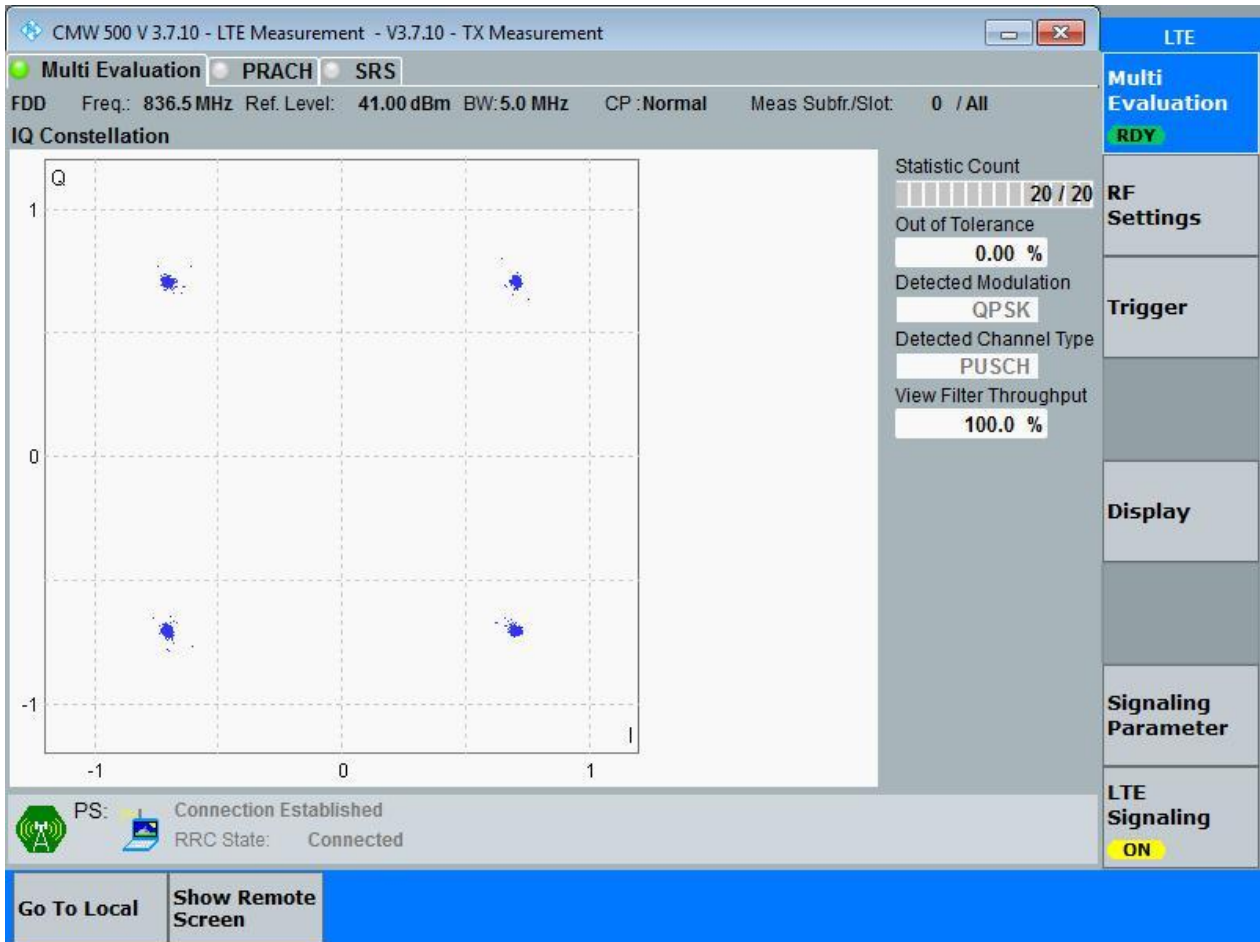 CMW 500 V 3.7.10 - LTE Measurement - V3.7.10 - TX Measurement
LTE
Multi Evaluation PRACH SRS
FDD Freq.: 836.5 MHz Ref. Level: 41.00 dBm BW: 5.0 MHz CP : Normal Meas Subfr./Slot: 0 / All
IQ Constellation
Q
1
0
-1
I
-1 0 1
Statistic Count
20 / 20
Out of Tolerance
0.00 %
Detected Modulation
QPSK
Detected Channel Type
PUSCH
View Filter Throughput
100.0 %
Multi
Evaluation
RDY
RF
Settings
Trigger
Display
Signaling
Parameter
LTE
Signaling
ON
PS: Connection Established
RRC State: Connected
Go To Local
Show Remote
Screen